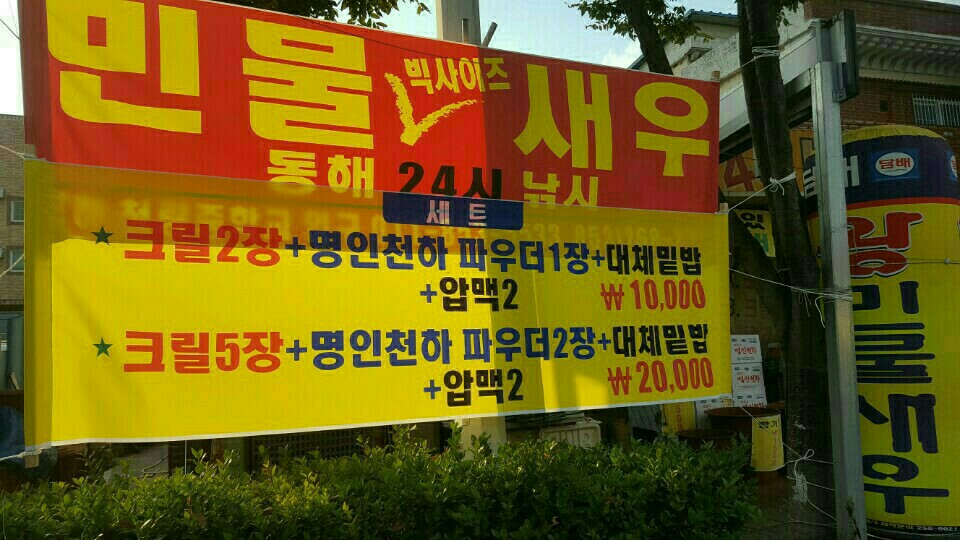 민물 빅사이즈 새우
동해 24시 낚시
세트
★ 크릴2장+명인천하 파우더1장+대체밑밥
+압맥2 ₩10,000
★ 크릴5장+명인천하 파우더2장+대체밑밥
+압맥2 ₩20,000
담배
왕
미물새우